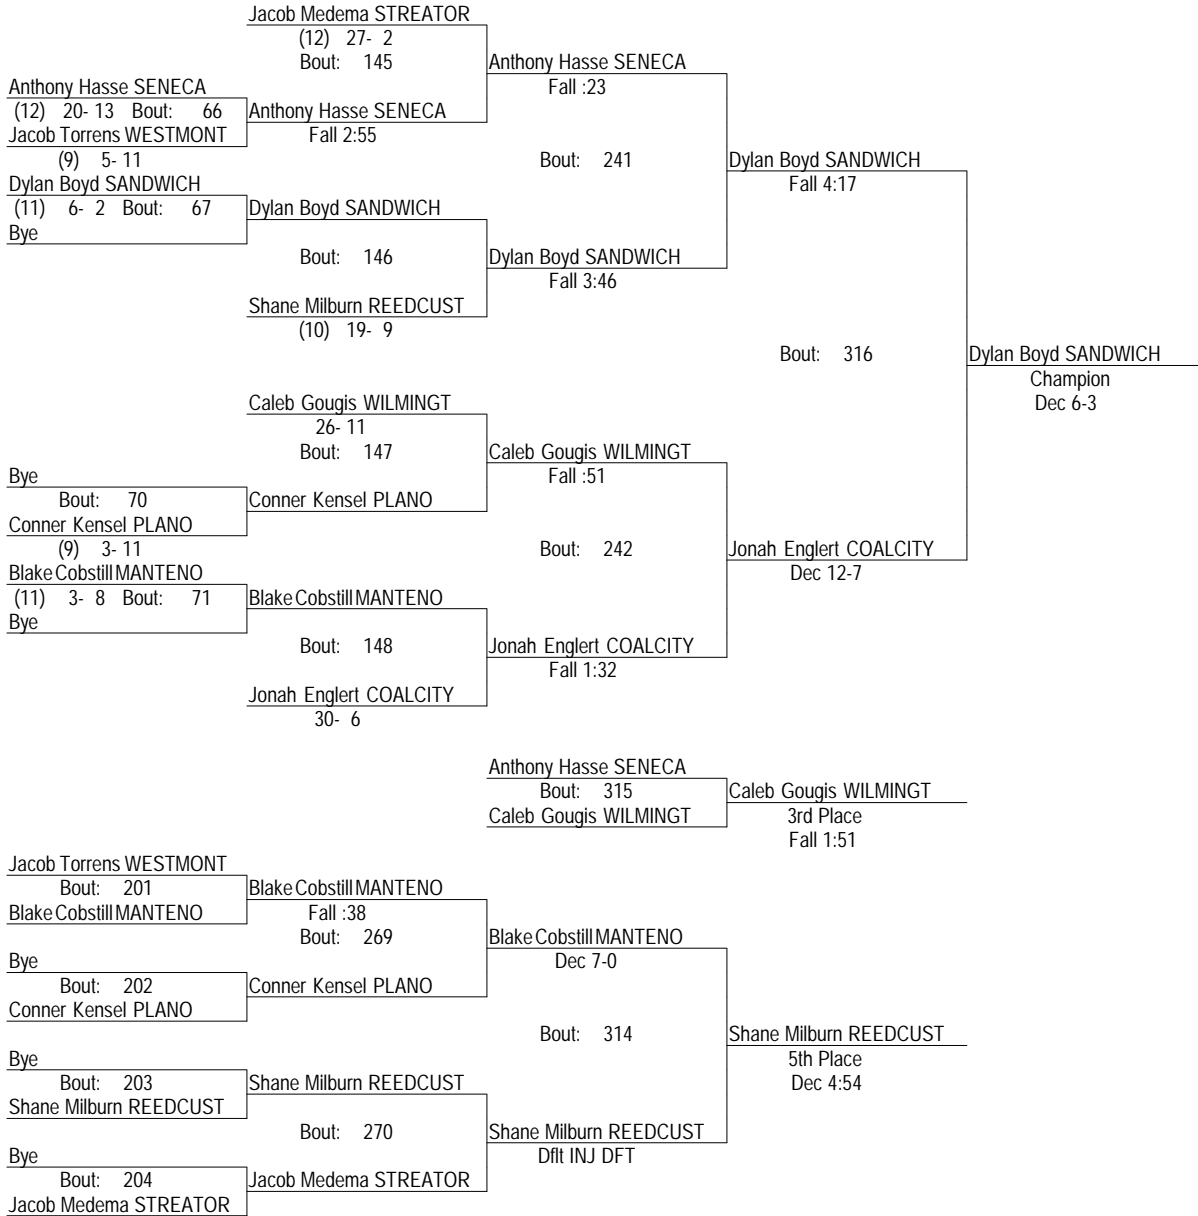 Jacob Medema STREATOR
(12) 27- 2
Bout: 145
Anthony Hasse SENECA
Fall :23
Anthony Hasse SENECA
(12) 20- 13 Bout: 66
Anthony Hasse SENECA
Jacob Torrens WESTMONT
Fall 2:55
(9) 5- 11
Bout: 241
Dylan Boyd SANDWICH
Dylan Boyd SANDWICH
Fall 4:17
(11) 6- 2 Bout: 67
Dylan Boyd SANDWICH
Bye
Bout: 146
Dylan Boyd SANDWICH
Fall 3:46
Shane Milburn REEDCUST
(10) 19- 9
Bout: 316
Dylan Boyd SANDWICH
Champion
Dec 6-3
Caleb Gougis WILMINGT
26- 11
Bout: 147
Caleb Gougis WILMINGT
Bye
Fall :51
Bout: 70
Conner Kensel PLANO
Conner Kensel PLANO
(9) 3- 11
Bout: 242
Jonah Englert COALCITY
Blake Cobstill MANTENO
Dec 12-7
(11) 3- 8 Bout: 71
Blake Cobstill MANTENO
Bye
Bout: 148
Jonah Englert COALCITY
Fall 1:32
Jonah Englert COALCITY
30- 6
Anthony Hasse SENECA
Bout: 315
Caleb Gougis WILMINGT
Caleb Gougis WILMINGT
3rd Place
Fall 1:51
Jacob Torrens WESTMONT
Bout: 201
Blake Cobstill MANTENO
Blake Cobstill MANTENO
Fall :38
Bout: 269
Blake Cobstill MANTENO
Bye
Dec 7-0
Bout: 202
Conner Kensel PLANO
Conner Kensel PLANO
Bout: 314
Shane Milburn REEDCUST
Bye
5th Place
Bout: 203
Shane Milburn REEDCUST
Dec 4:54
Shane Milburn REEDCUST
Bout: 270
Shane Milburn REEDCUST
Bye
Dflt INJ DFT
Bout: 204
Jacob Medema STREATOR
Jacob Medema STREATOR